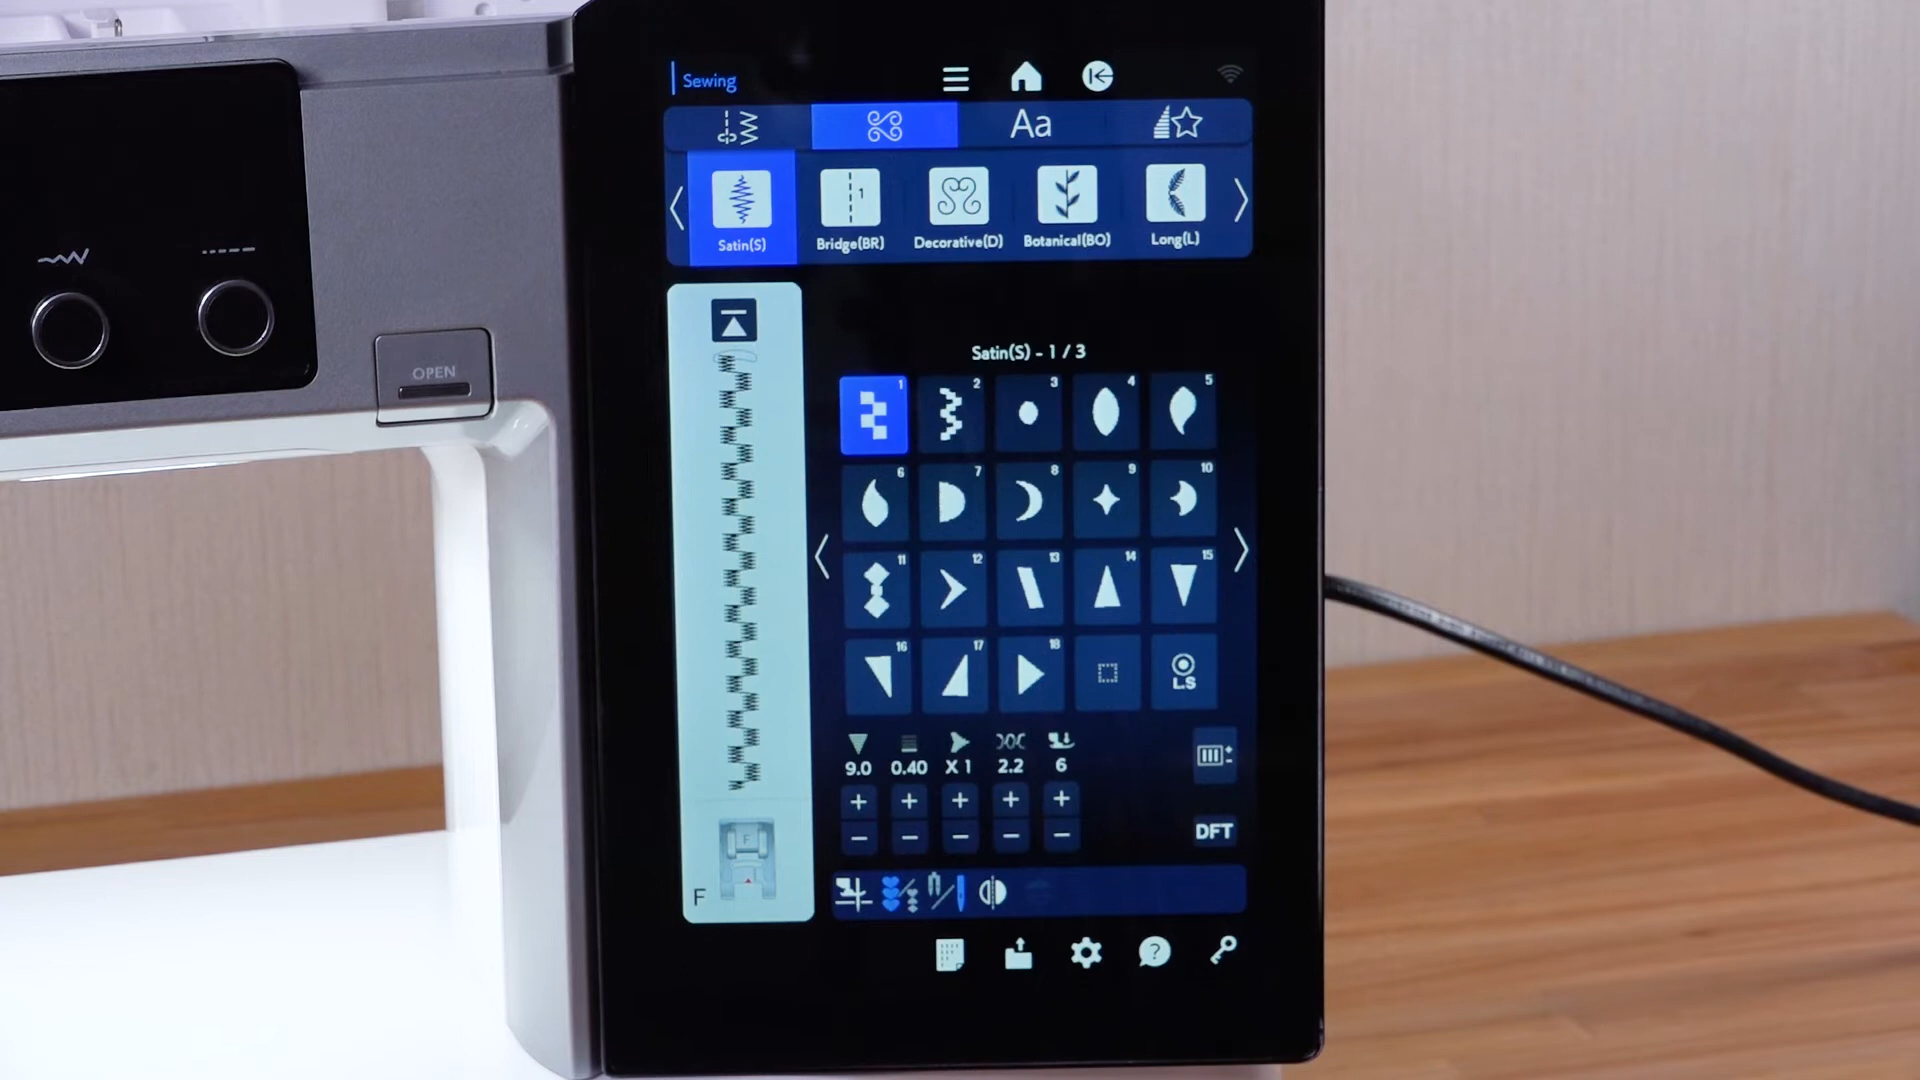 Sewing
Aa
Satin(S) Bridge(BR) Decorative(D) Botanical(BO) Long(L)
1
OPEN
Satin(S) - 1 / 3
1 2 3 4 5
6 7 8 9 10
11 12 13 14 15
16 17 18
L.S
9.0 0.40 X 1 2.2 6
+ + + + +
− − − − −
DFT
F
F
?